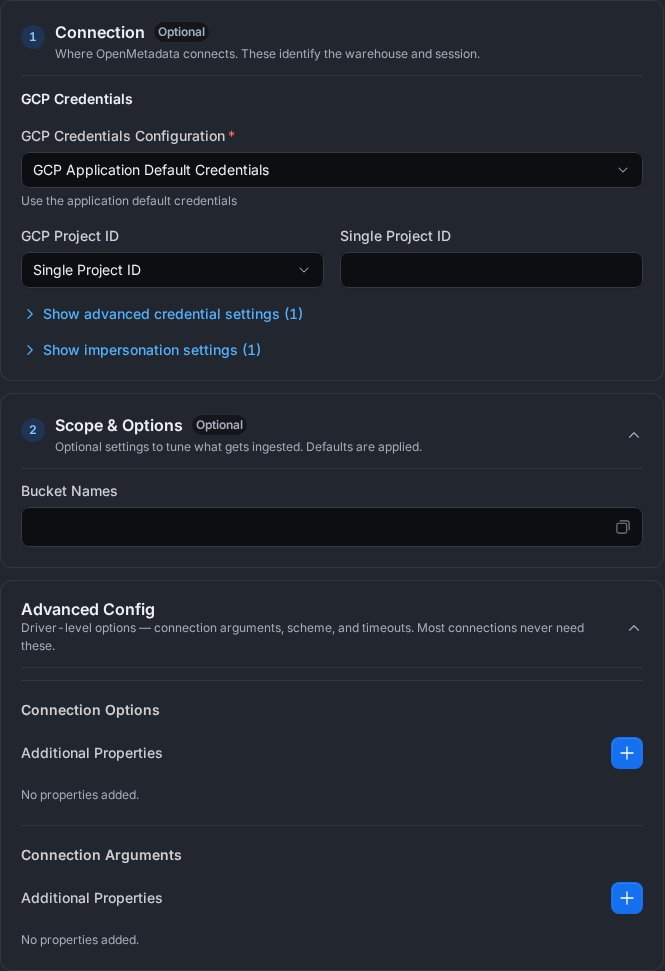 1
Connection
Optional
Where OpenMetadata connects. These identify the warehouse and session.
GCP Credentials
GCP Credentials Configuration *
GCP Application Default Credentials
Use the application default credentials
GCP Project ID
Single Project ID
Single Project ID
Show advanced credential settings (1)
Show impersonation settings (1)
2
Scope & Options
Optional
Optional settings to tune what gets ingested. Defaults are applied.
Bucket Names
Advanced Config
Driver-level options — connection arguments, scheme, and timeouts. Most connections never need
these.
Connection Options
Additional Properties
No properties added.
Connection Arguments
Additional Properties
No properties added.